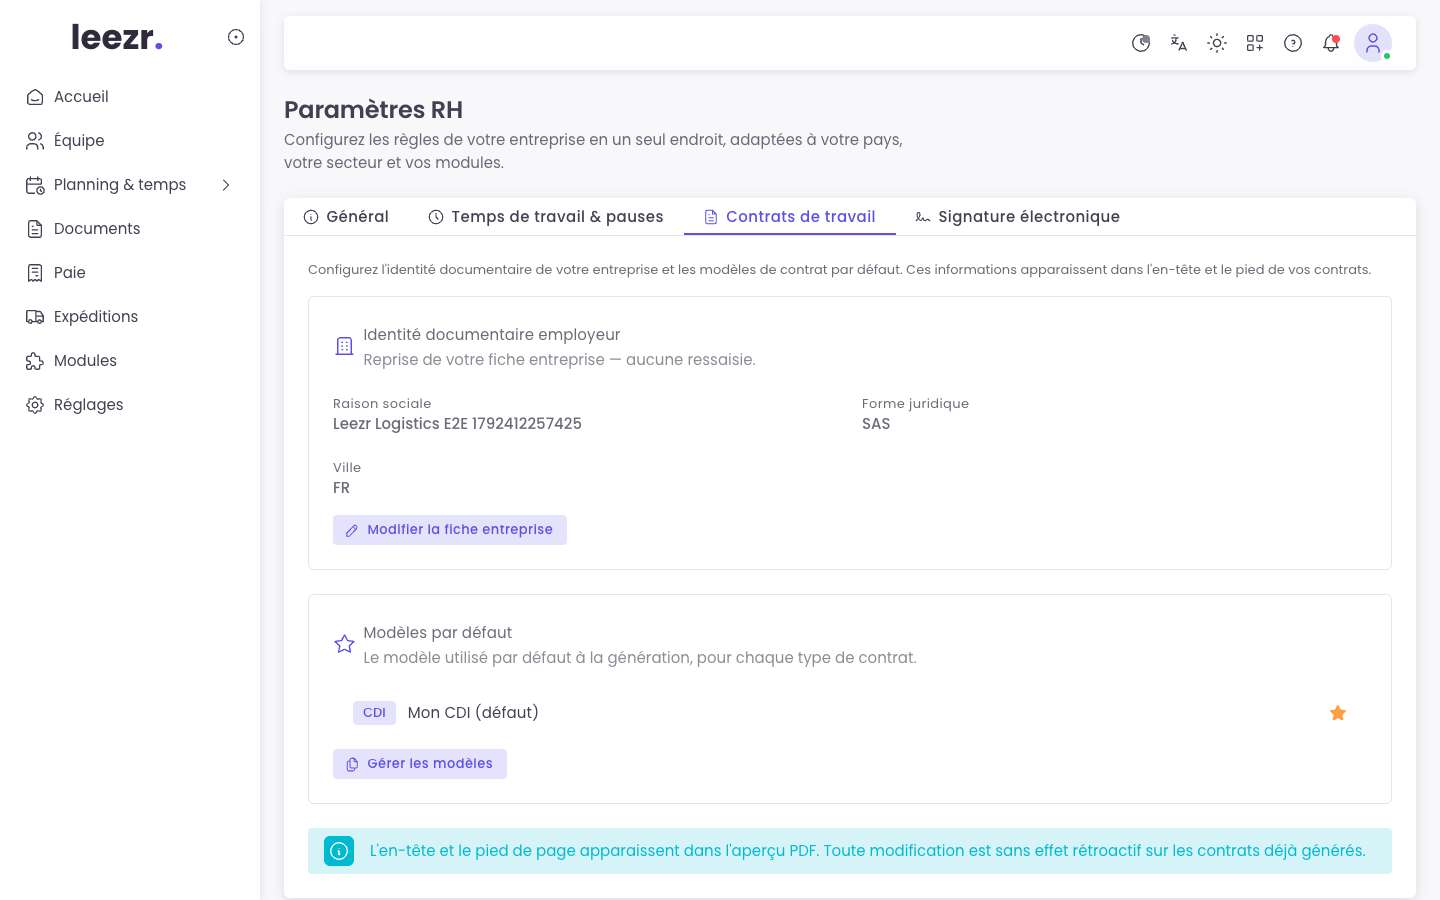 leezr.
Accueil
Équipe
Planning & temps
Documents
Paie
Expéditions
Modules
Réglages
Paramètres RH
Configurez les règles de votre entreprise en un seul endroit, adaptées à votre pays,
votre secteur et vos modules.
Général
Temps de travail & pauses
Contrats de travail
Signature électronique
Configurez l'identité documentaire de votre entreprise et les modèles de contrat par défaut. Ces informations apparaissent dans l'en-tête et le pied de vos contrats.
Identité documentaire employeur
Reprise de votre fiche entreprise — aucune ressaisie.
Raison sociale
Leezr Logistics E2E 1792412257425
Forme juridique
SAS
Ville
FR
Modifier la fiche entreprise
Modèles par défaut
Le modèle utilisé par défaut à la génération, pour chaque type de contrat.
CDI
Mon CDI (défaut)
Gérer les modèles
L'en-tête et le pied de page apparaissent dans l'aperçu PDF. Toute modification est sans effet rétroactif sur les contrats déjà générés.